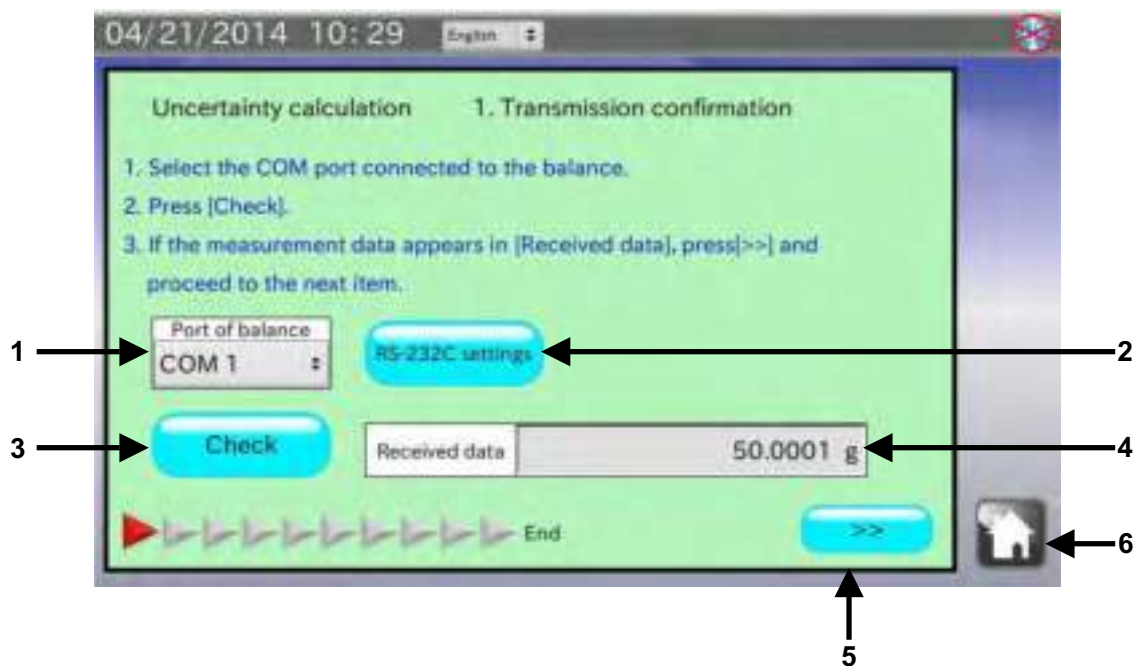 04/21/2014 10:29 English
Uncertainty calculation 1. Transmission confirmation
1. Select the COM port connected to the balance.
2. Press [Check].
3. If the measurement data appears in [Received data], press[>>] and
proceed to the next item.
Port of balance
1 COM 1 RS-232C settings 2
3 Check Received data 50.0001 g 4
End >>
6
5